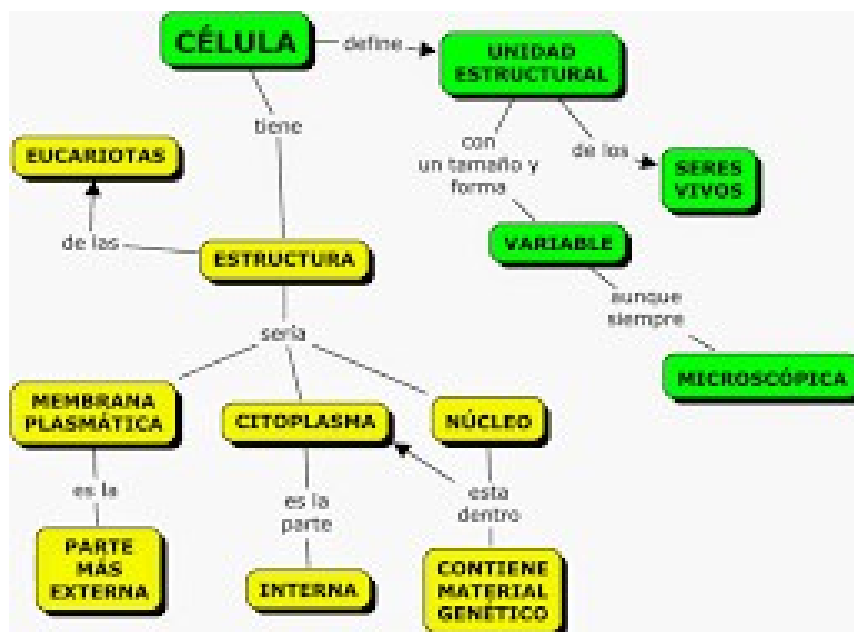 CÉLULA
define
UNIDAD
ESTRUCTURAL
tiene
con
un tamaño y
forma
de los
SERES
VIVOS
EUCARIOTAS
de las
ESTRUCTURA
VARIABLE
aunque
siempre
MICROSCÓPICA
sería
MEMBRANA
PLASMÁTICA
CITOPLASMA
NÚCLEO
es la
es la
parte
esta
dentro
PARTE
MÁS
EXTERNA
INTERNA
CONTIENE
MATERIAL
GENÉTICO